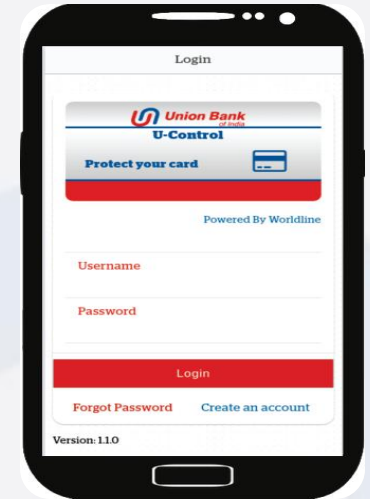 Login
Union Bank
of India
U-Control
Protect your card
Powered By Worldline
Username
Password
Login
Forgot Password Create an account
Version: 1.1.0